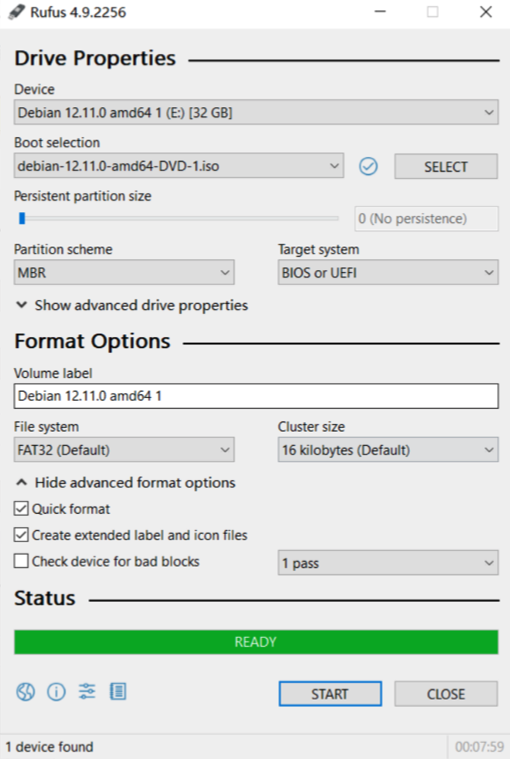 Rufus 4.9.2256
Drive Properties
Device
Debian 12.11.0 amd64 1 (E:) [32 GB]
Boot selection
debian-12.11.0-amd64-DVD-1.iso
SELECT
Persistent partition size
0 (No persistence)
Partition scheme
Target system
MBR
BIOS or UEFI
Show advanced drive properties
Format Options
Volume label
Debian 12.11.0 amd64 1
File system
Cluster size
FAT32 (Default)
16 kilobytes (Default)
Hide advanced format options
Quick format
Create extended label and icon files
Check device for bad blocks
1 pass
Status
READY
START
CLOSE
1 device found
00:07:59